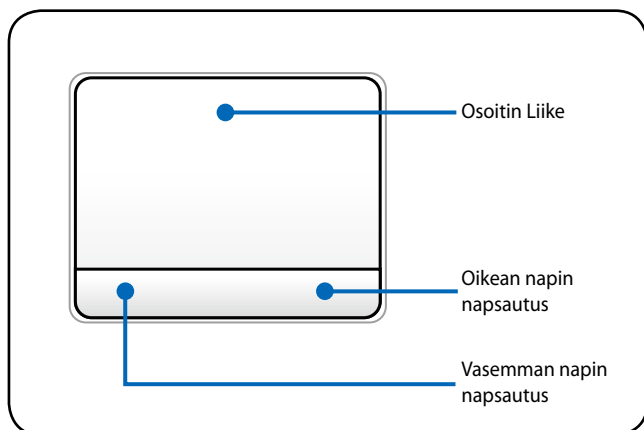 Osoitin Liike
Oikean napin
napsautus
Vasemman napin
napsautus